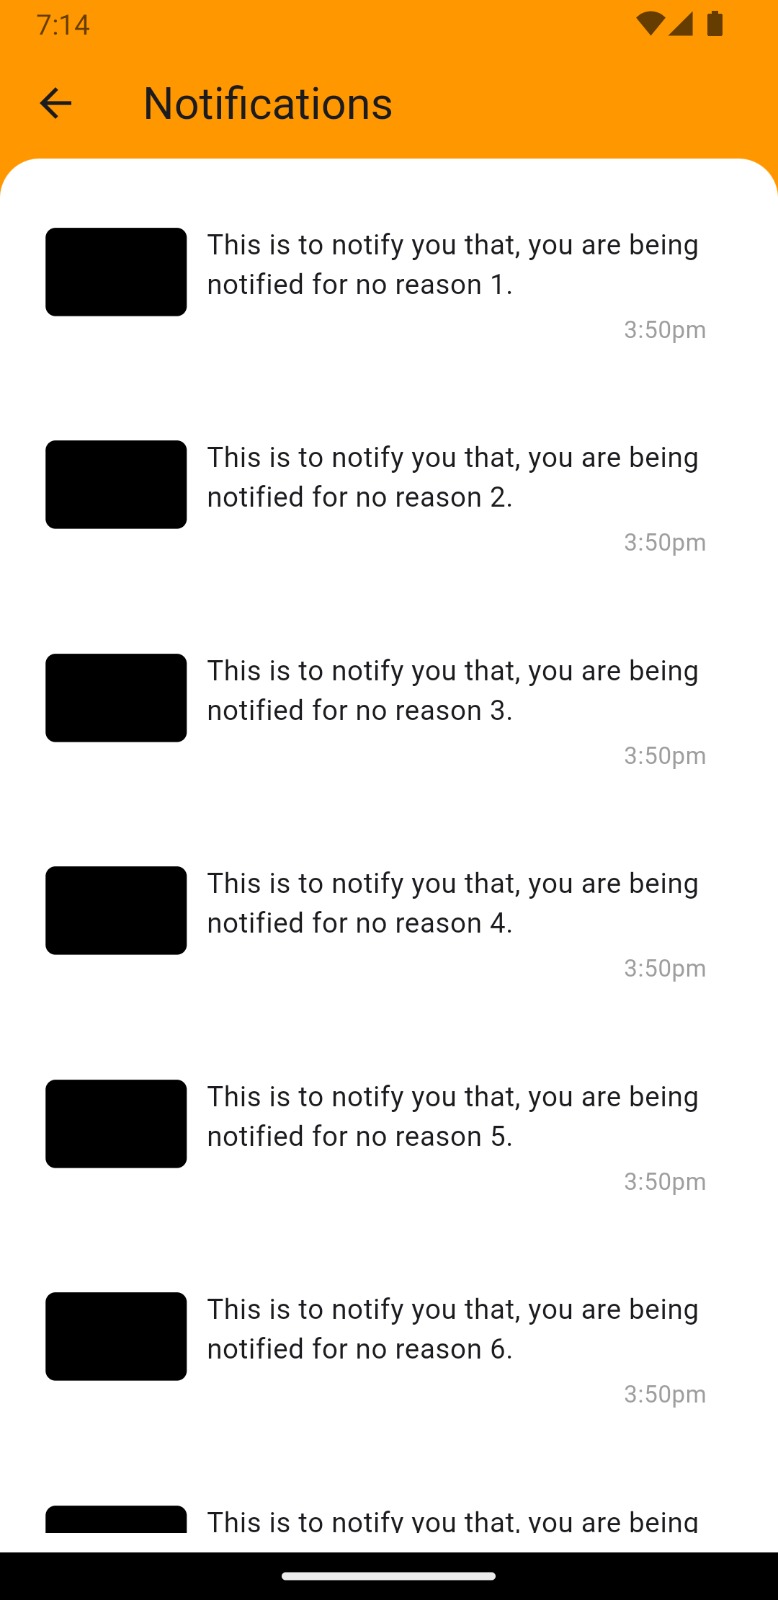 7:14
Notifications
This is to notify you that, you are being
notified for no reason 1.
3:50pm
This is to notify you that, you are being
notified for no reason 2.
3:50pm
This is to notify you that, you are being
notified for no reason 3.
3:50pm
This is to notify you that, you are being
notified for no reason 4.
3:50pm
This is to notify you that, you are being
notified for no reason 5.
3:50pm
This is to notify you that, you are being
notified for no reason 6.
3:50pm
This is to notify you that, you are being